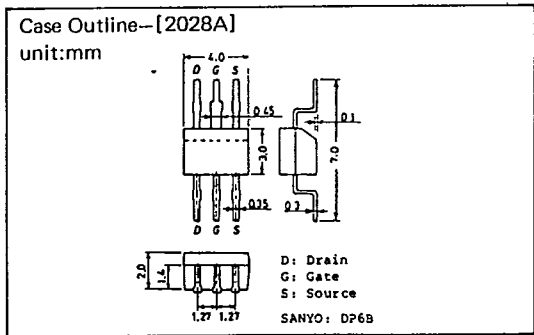 Case Outline—[2028A]
unit:mm
4.0
D G S
0.45
3.0
0.35
D G S
0.1
7.0
0.3
2.0
1.4
1.27 1.27
D: Drain
G: Gate
S: Source
SANYO: DP6B